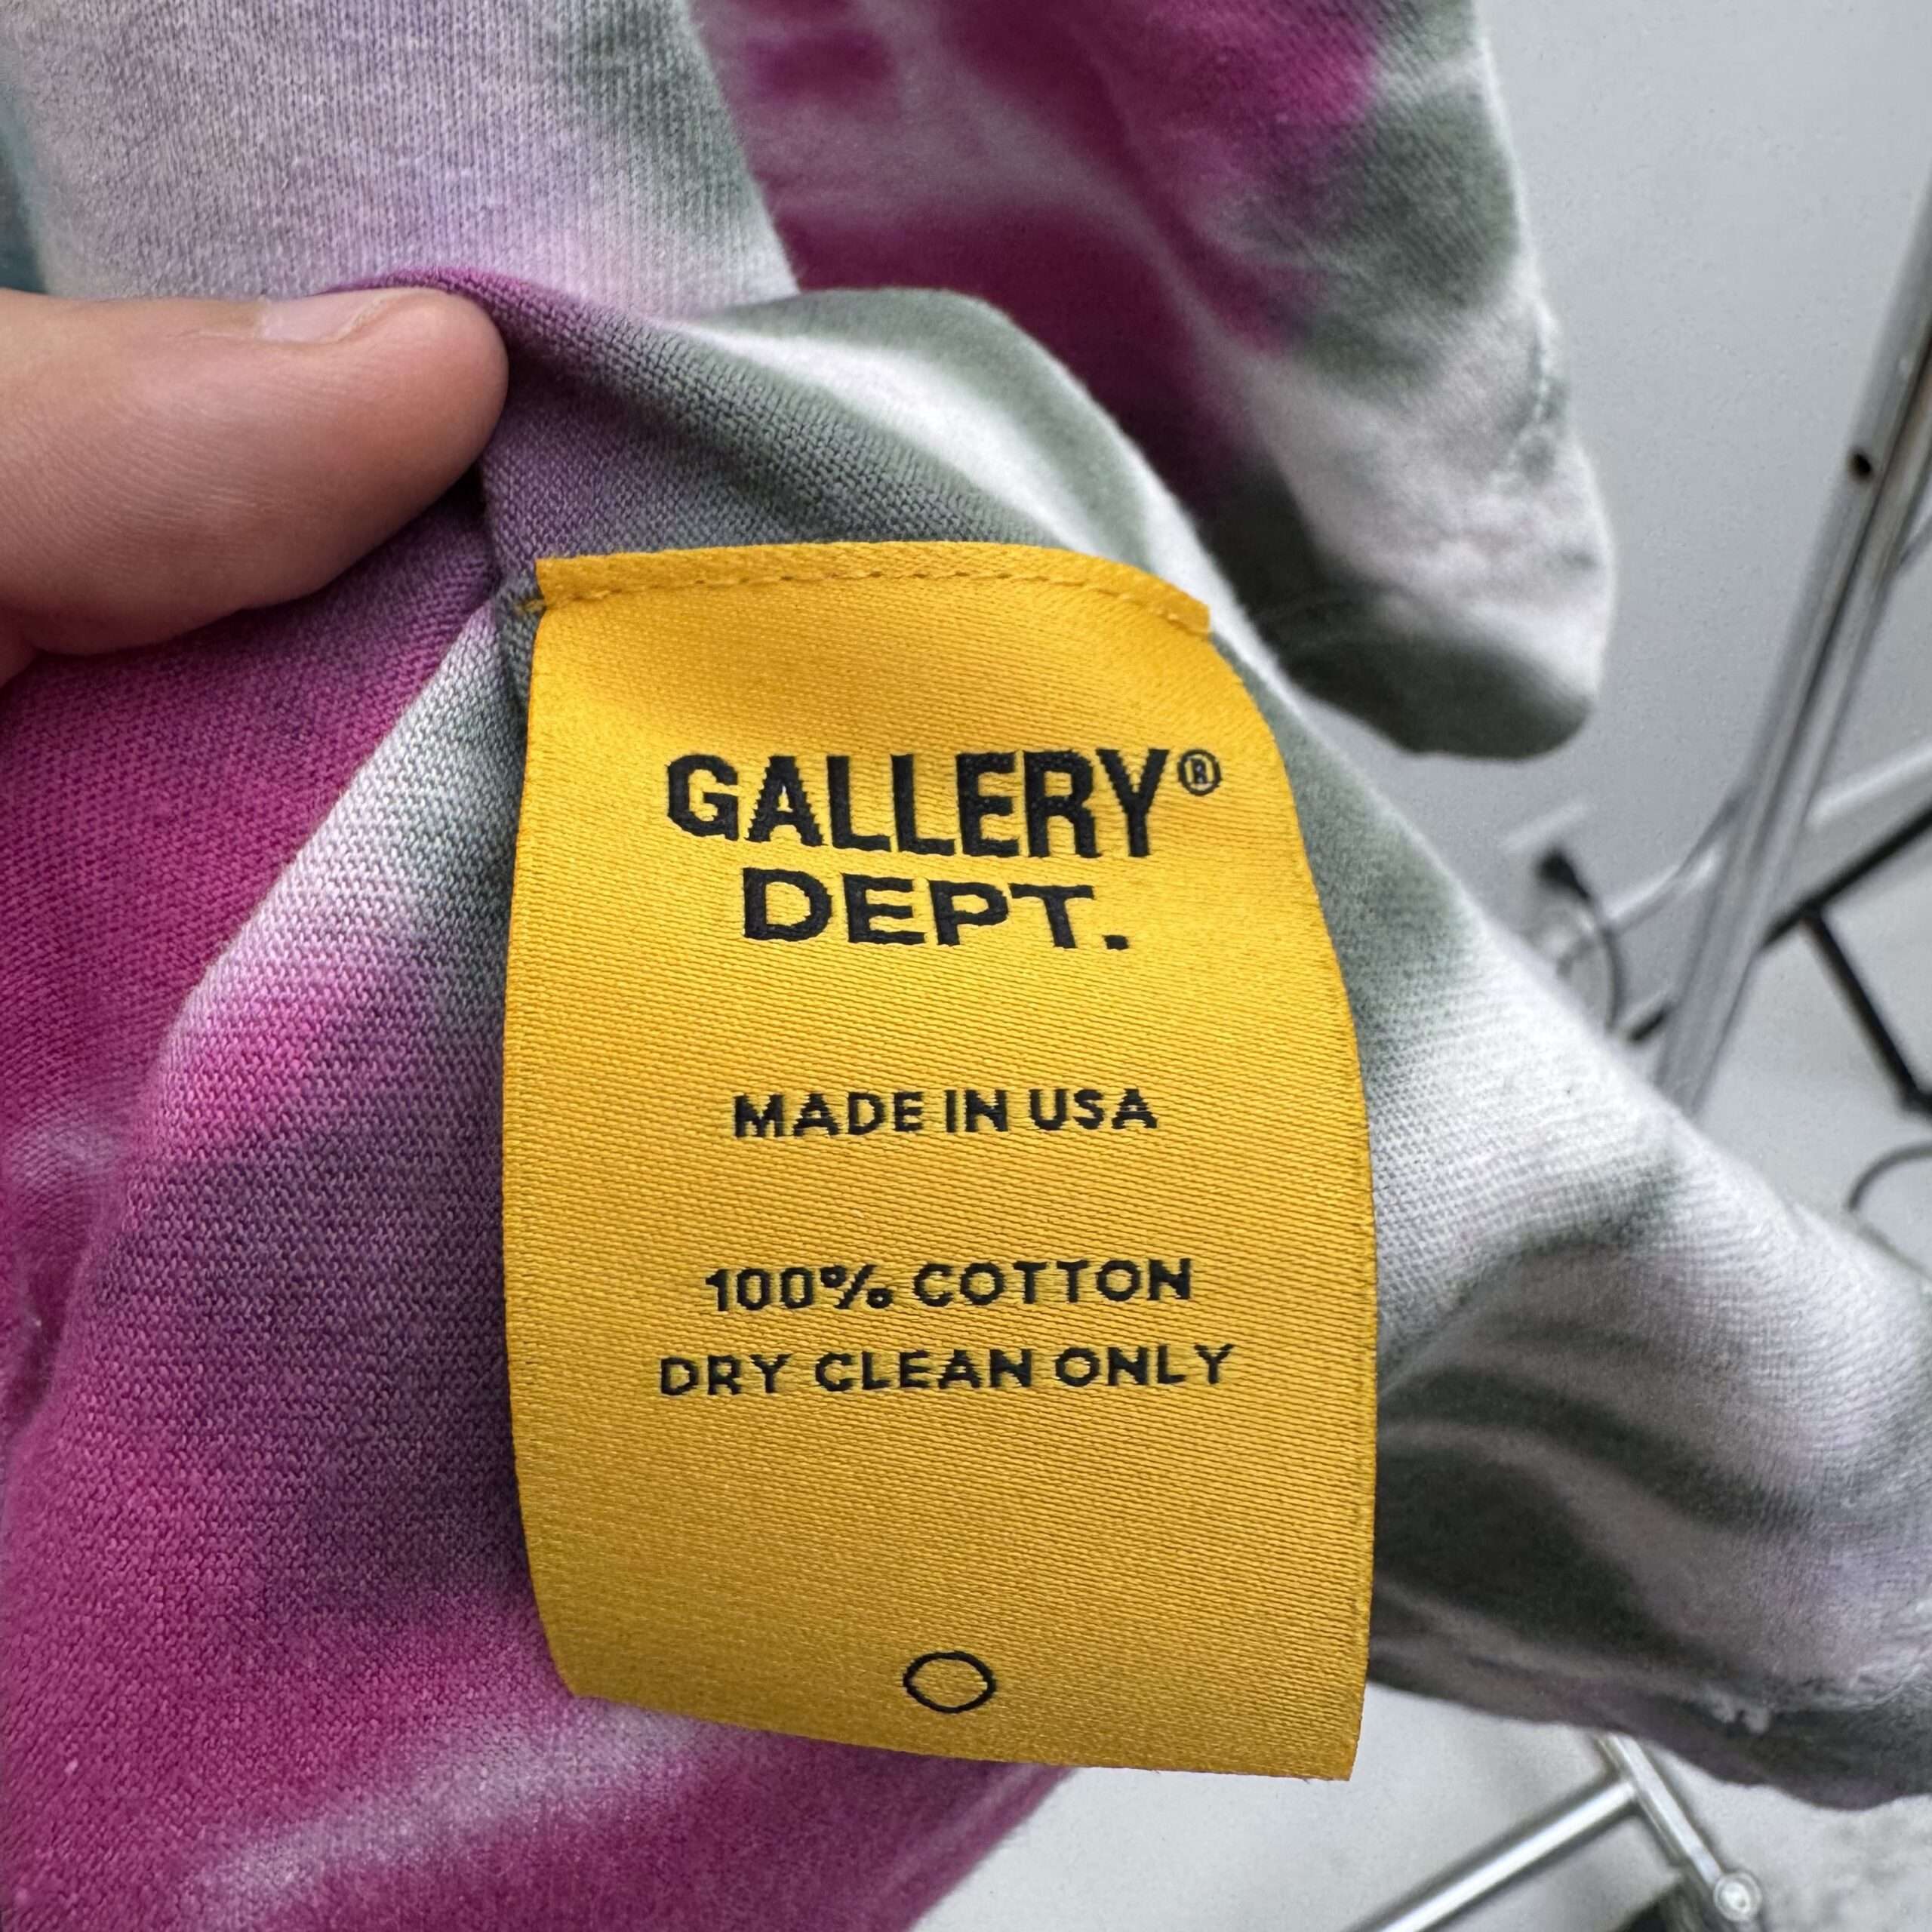 GALLERY®
DEPT.
MADE IN USA
100% COTTON
DRY CLEAN ONLY